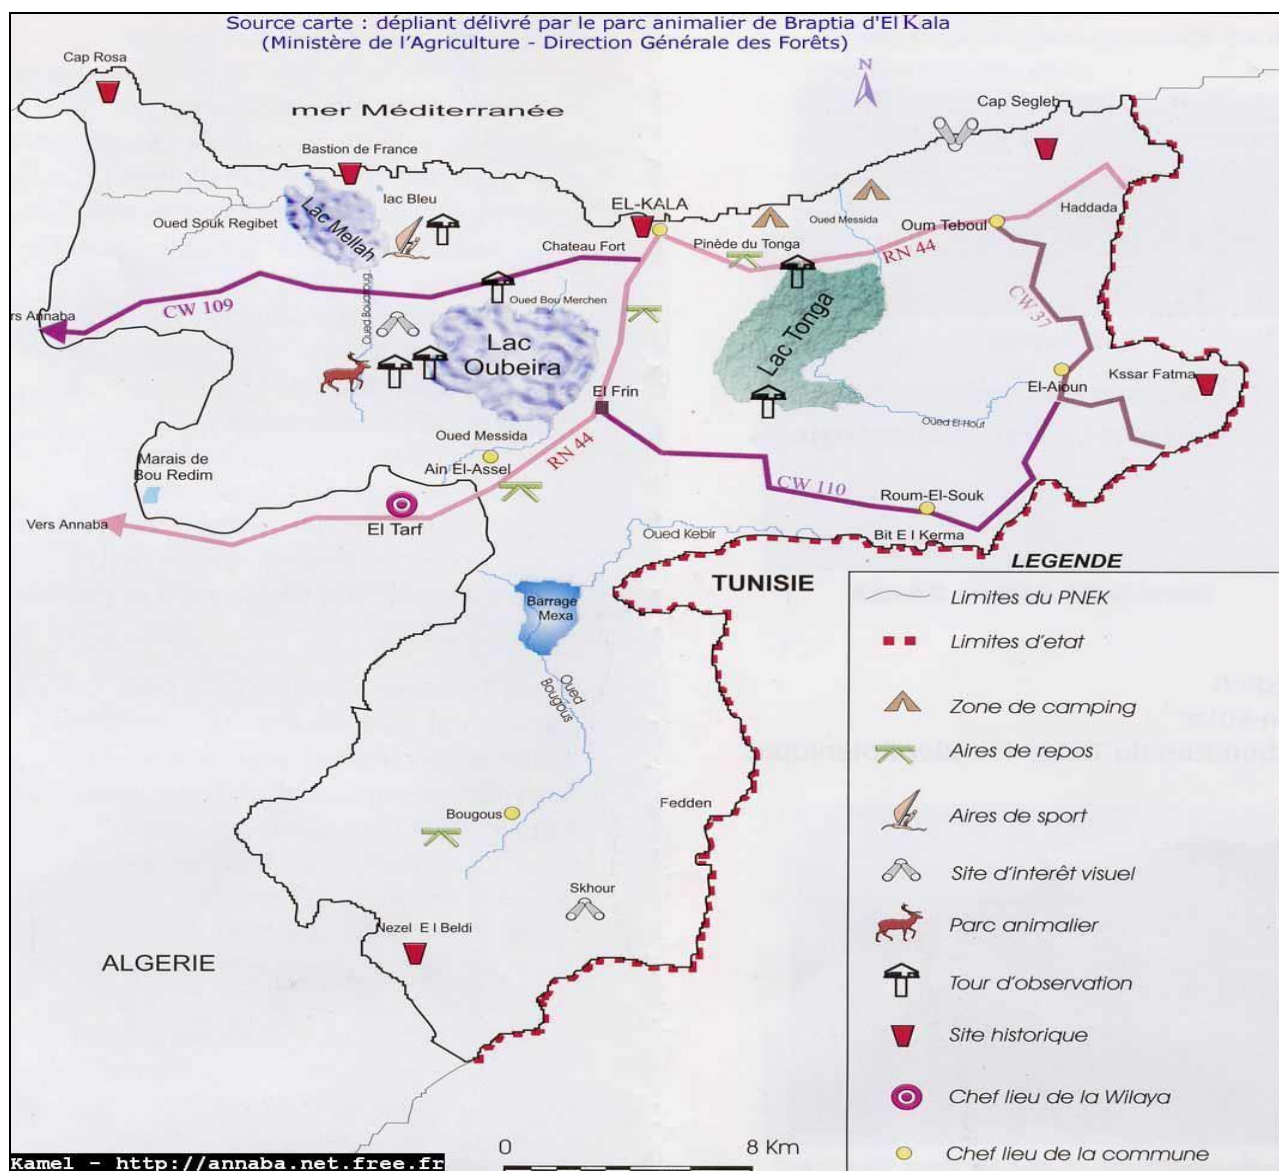 Source carte : dépliant délivré par le parc animalier de Braptia d'El Kala
(Ministère de l'Agriculture - Direction Générale des Forêts)
Cap Rosa
N
Cap Segleb
mer Méditerranée
Bastion de France
lac Bleu
Lac Mellah
Oued Souk Regibet
EL-KALA
Oued Messida
Oum Teboul
Haddada
Chateau Fort
Pinède du Tonga
RN 44
CW 109
Oued Bou Merchen
CW 37
rs Annaba
Lac
Oubeira
Lac Tonga
El-Aioun
Kssar Fatma
El Frin
Oued El-Hout
Oued Messida
RN 44
Marais de
Bou Redim
Ain El-Assel
CW 110
Roum-El-Souk
Vers Annaba
El Tarf
Oued Kebir
Bit E l Kerma
LEGENDE
TUNISIE
Barrage
Mexa
Limites du PNEK
Limites d'etat
Oued
Bougous
Zone de camping
Aires de repos
Fedden
Bougous
Aires de sport
Site d'interêt visuel
Skhour
Nezel E l Beldi
Parc animalier
ALGERIE
Tour d'observation
Site historique
Chef lieu de la Wilaya
0 8 Km
Chef lieu de la commune
Kamel - http://annaba.net.free.fr